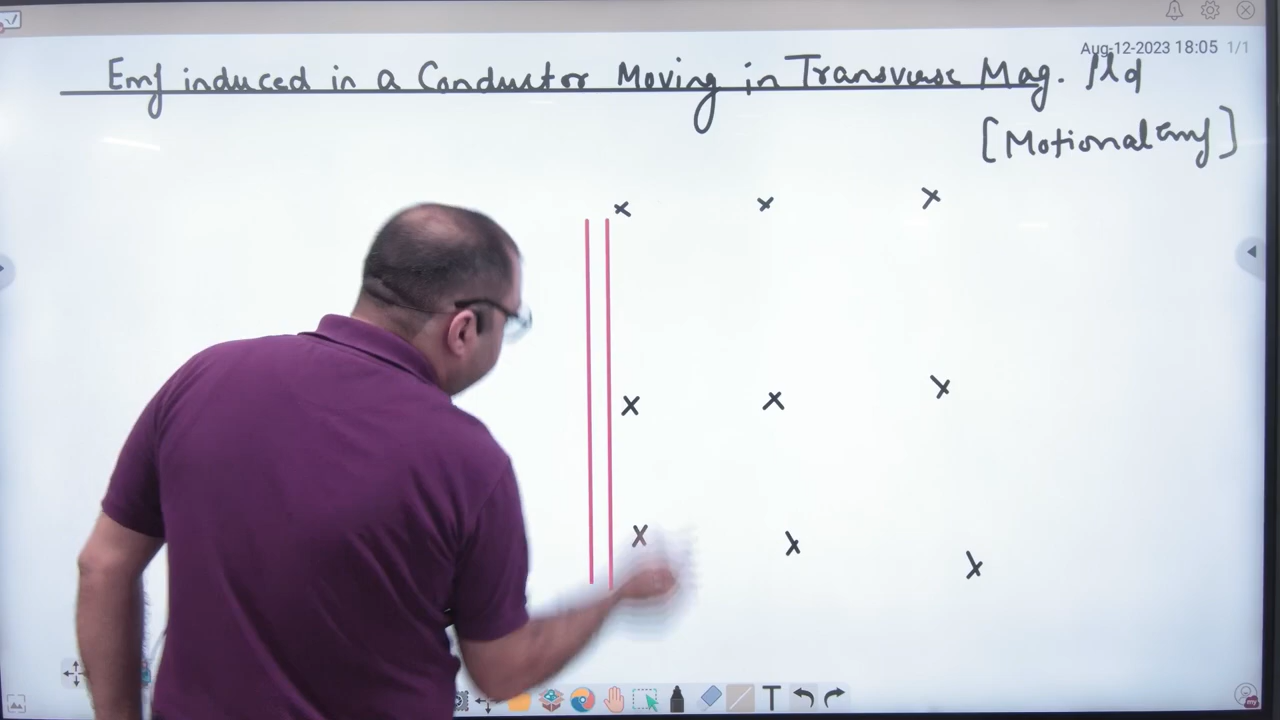 Aug-12-2023 18:05 1/1
Emf induced in a Conductor Moving in Transverse Mag. fld
[Motional Emf]
x x x
x x x
x x x
T